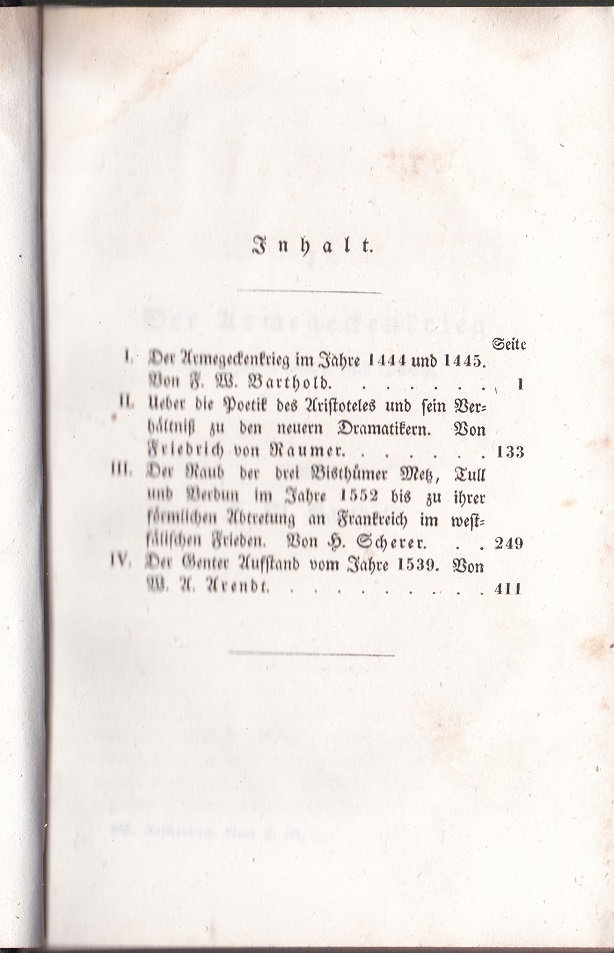 Inhalt.
Seite
I. Der Armegeckenkrieg im Jahre 1444 und 1445.
Von F. W. Barthold. . . . . . . 1
II. Ueber die Poetik des Aristoteles und sein Ver=
hältniß zu den neuern Dramatikern. Von
Friedrich von Raumer. . . . . . . 133
III. Der Raub der drei Bisthümer Metz, Tull
und Verdun im Jahre 1552 bis zu ihrer
förmlichen Abtretung an Frankreich im west=
fälischen Frieden. Von H. Scherer. . . 249
IV. Der Genter Aufstand vom Jahre 1539. Von
W. A. Arendt. . . . . . . . . . 411